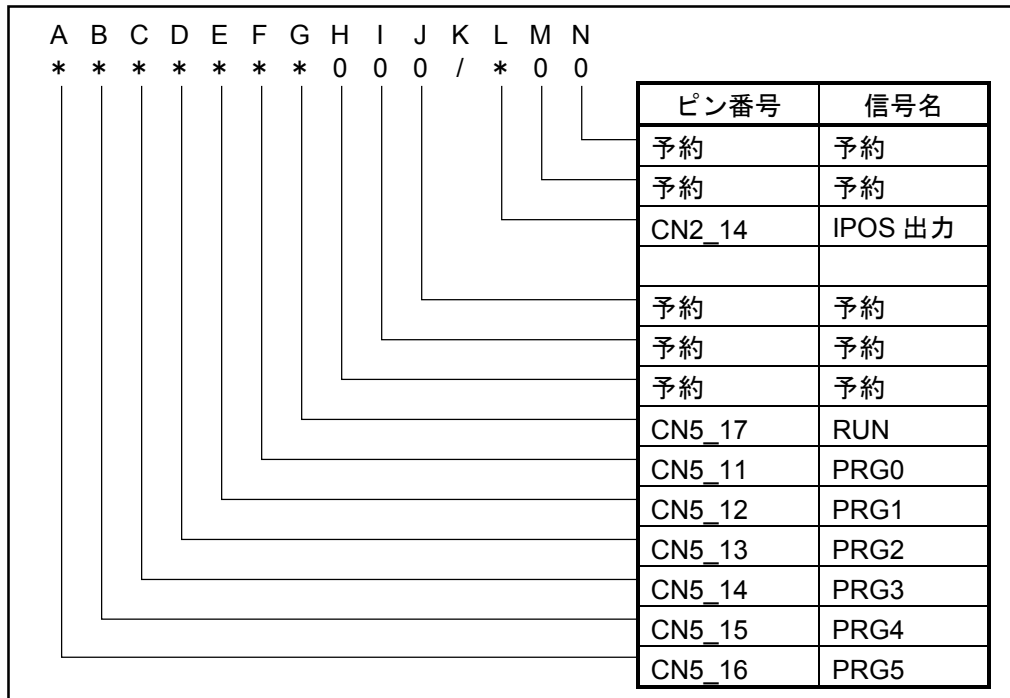 A B C D E F G H I J K L M N
* * * * * * * 0 0 0 / * 0 0
ピン番号 信号名
予約 予約
予約 予約
CN2_14 IPOS 出力
予約 予約
予約 予約
予約 予約
CN5_17 RUN
CN5_11 PRG0
CN5_12 PRG1
CN5_13 PRG2
CN5_14 PRG3
CN5_15 PRG4
CN5_16 PRG5